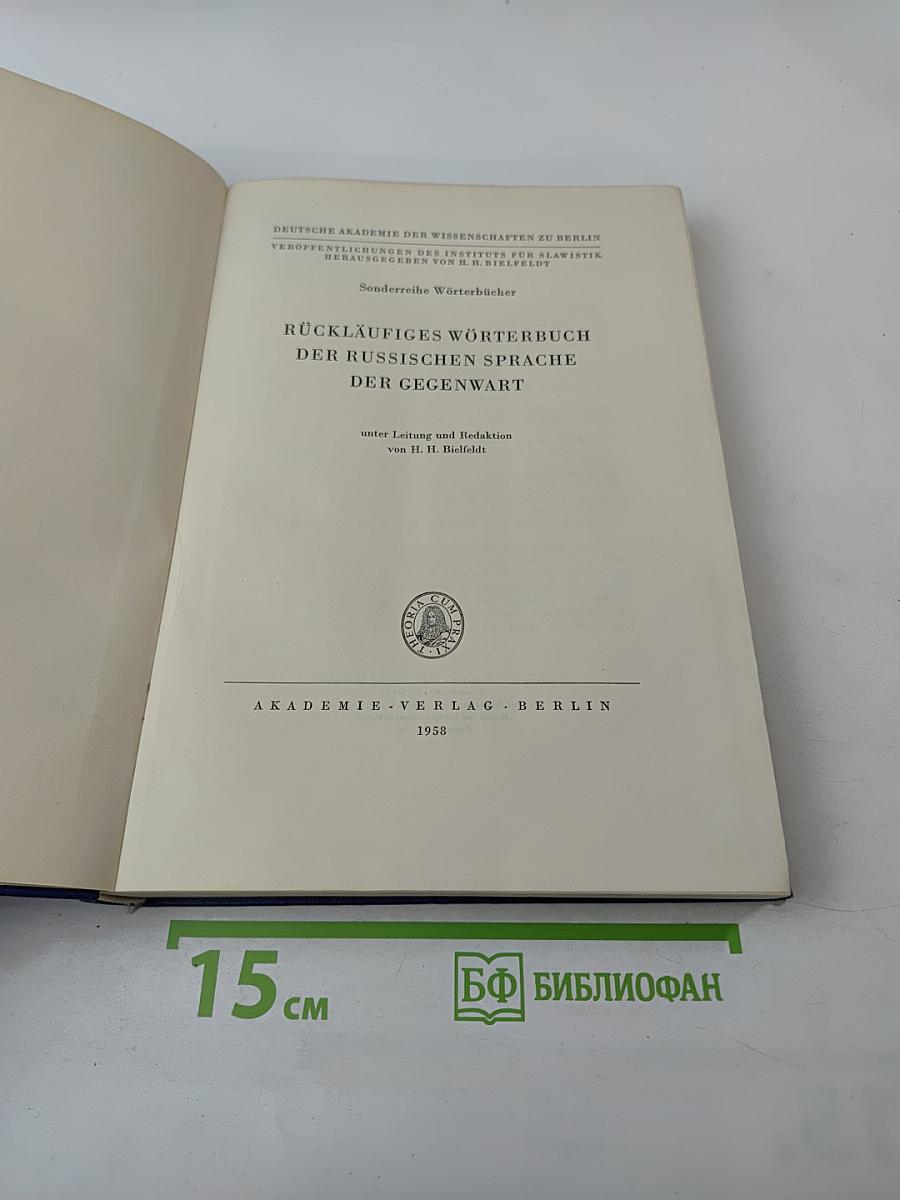 DEUTSCHE AKADEMIE DER WISSENSCHAFTEN ZU BERLIN
VERÖFFENTLICHUNGEN DES INSTITUTS FÜR SLAWISTIK
HERAUSGEGEBEN VON H. H. BIELFELDT
Sonderreihe Wörterbücher
RÜCKLÄUFIGES WÖRTERBUCH
DER RUSSISCHEN SPRACHE
DER GEGENWART
unter Leitung und Redaktion
von H. H. Bielfeldt
THEORIA CUM PRAXI
AKADEMIE-VERLAG · BERLIN
1958
15 см
БФ БИБЛИОФАН